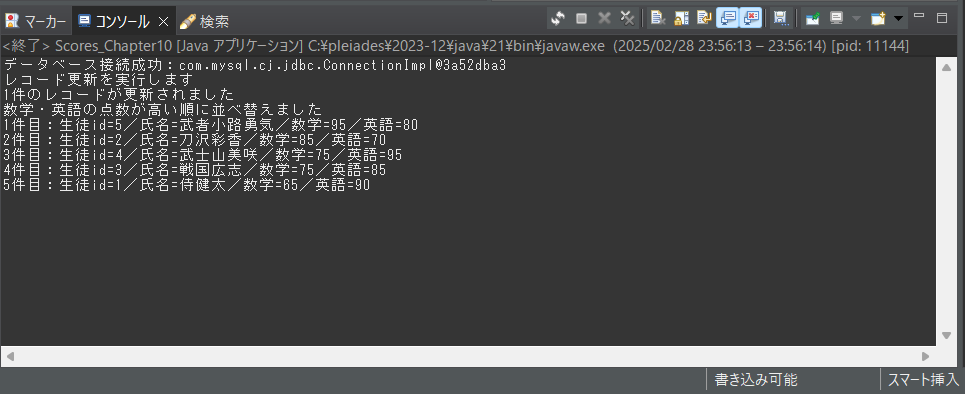 マーカー コンソール 検索
<終了> Scores_Chapter10 [Java アプリケーション] C:¥pleiades¥2023-12¥java¥21¥bin¥javaw.exe (2025/02/28 23:56:13 – 23:56:14) [pid: 11144]
データベース接続成功：com.mysql.cj.jdbc.ConnectionImpl@3a52dba3
レコード更新を実行します
1件のレコードが更新されました
数学・英語の点数が高い順に並べ替えました
1件目：生徒id=5／氏名=武者小路勇気／数学=95／英語=80
2件目：生徒id=2／氏名=刀沢彩香／数学=85／英語=70
3件目：生徒id=4／氏名=武士山美咲／数学=75／英語=95
4件目：生徒id=3／氏名=戦国広志／数学=75／英語=85
5件目：生徒id=1／氏名=侍健太／数学=65／英語=90
書き込み可能 スマート挿入